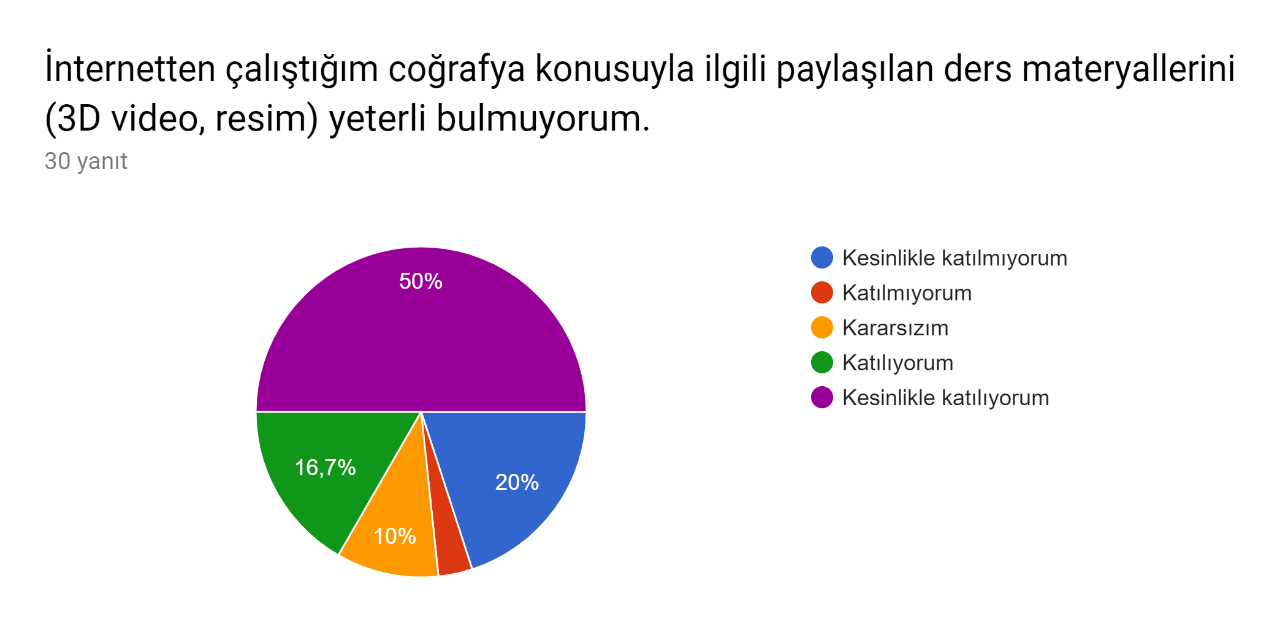 İnternetten çalıştığım coğrafya konusuyla ilgili paylaşılan ders materyallerini
(3D video, resim) yeterli bulmuyorum.
30 yanıt
50%
16,7%
10%
20%
Kesinlikle katılmıyorum
Katılmıyorum
Kararsızım
Katılıyorum
Kesinlikle katılıyorum